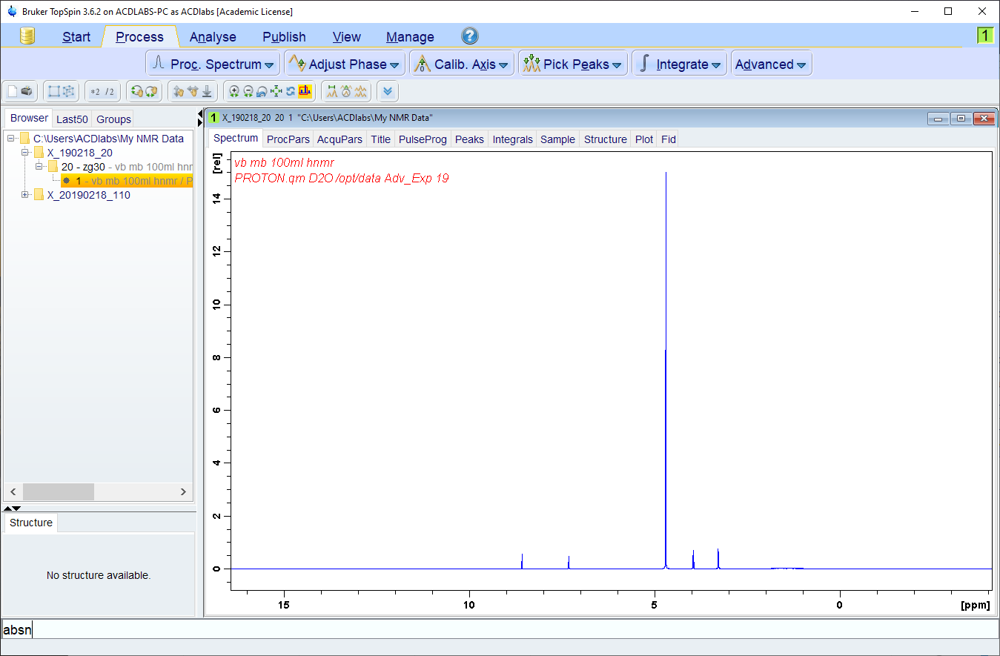 Bruker TopSpin 3.6.2 on ACDLABS-PC as ACDlabs [Academic License]
Start Process Analyse Publish View Manage ? 1
Proc. Spectrum Adjust Phase Calib. Axis Pick Peaks Integrate Advanced
*2 /2
Browser Last50 Groups
C:\Users\ACDlabs\My NMR Data
X_190218_20
20 - zg30 - vb mb 100ml hnmr
1 - vb mb 100ml hnmr / P
X_20190218_110
Structure
No structure available.
1 X_190218_20 20 1 "C:\Users\ACDlabs\My NMR Data"
Spectrum ProcPars AcquPars Title PulseProg Peaks Integrals Sample Structure Plot Fid
vb mb 100ml hnmr
PROTON.qm D2O /opt/data Adv_Exp 19
[rel]
14
12
10
8
6
4
2
0
15 10 5 0 [ppm]
absn